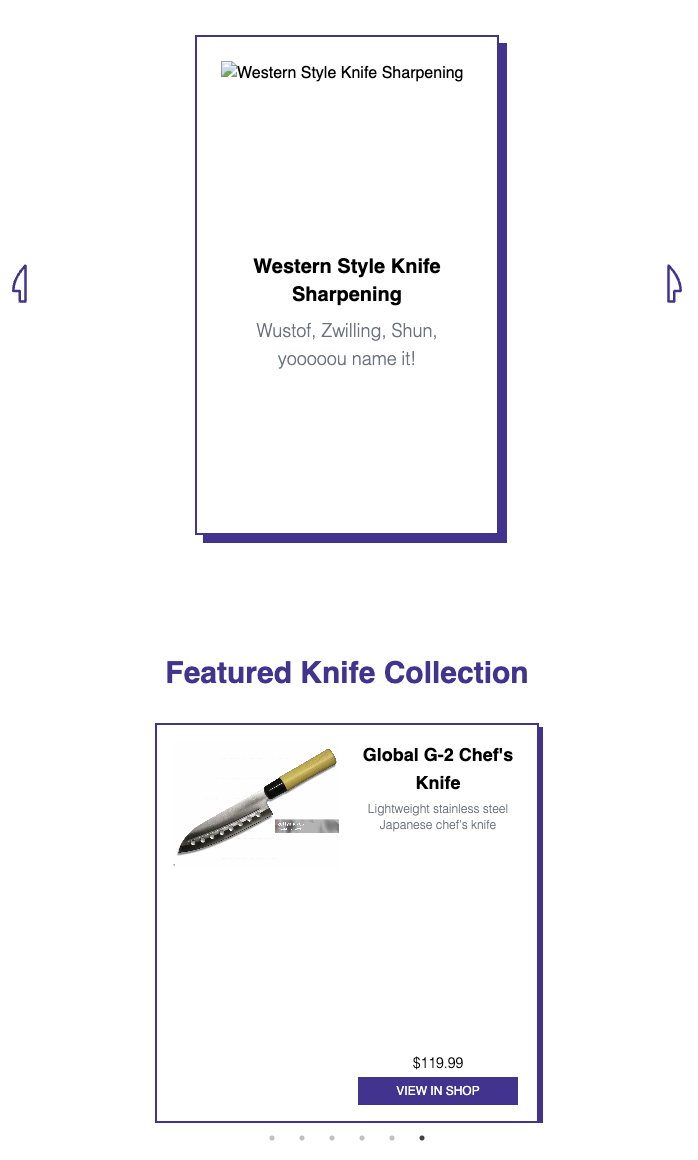 Western Style Knife Sharpening
Western Style Knife
Sharpening
Wustof, Zwilling, Shun,
yooooou name it!
Featured Knife Collection
Global G-2 Chef's
Knife
Lightweight stainless steel
Japanese chef's knife
$119.99
VIEW IN SHOP